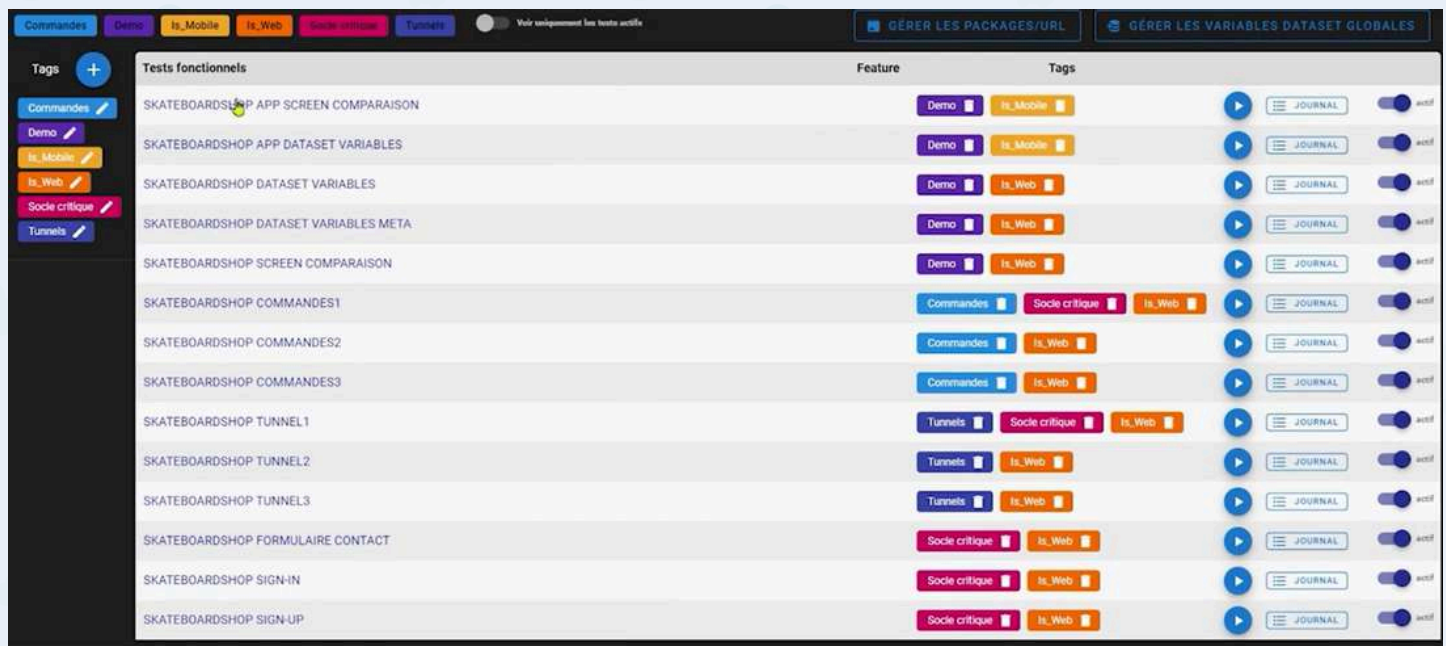 Commandes Demo Is_Mobile Is_Web Socle critique Tunnels Voir uniquement les tests actifs GÉRER LES PACKAGES/URL GÉRER LES VARIABLES DATASET GLOBALES
Tags + Tests fonctionnels Feature Tags
Commandes
Demo
Is_Mobile
Is_Web
Socle critique
Tunnels
SKATEBOARDSHOP APP SCREEN COMPARAISON Demo Is_Mobile JOURNAL actif
SKATEBOARDSHOP APP DATASET VARIABLES Demo Is_Mobile JOURNAL actif
SKATEBOARDSHOP DATASET VARIABLES Demo Is_Web JOURNAL actif
SKATEBOARDSHOP DATASET VARIABLES META Demo Is_Web JOURNAL actif
SKATEBOARDSHOP SCREEN COMPARAISON Demo Is_Web JOURNAL actif
SKATEBOARDSHOP COMMANDES1 Commandes Socle critique Is_Web JOURNAL actif
SKATEBOARDSHOP COMMANDES2 Commandes Is_Web JOURNAL actif
SKATEBOARDSHOP COMMANDES3 Commandes Is_Web JOURNAL actif
SKATEBOARDSHOP TUNNEL1 Tunnels Socle critique Is_Web JOURNAL actif
SKATEBOARDSHOP TUNNEL2 Tunnels Is_Web JOURNAL actif
SKATEBOARDSHOP TUNNEL3 Tunnels Is_Web JOURNAL actif
SKATEBOARDSHOP FORMULAIRE CONTACT Socle critique Is_Web JOURNAL actif
SKATEBOARDSHOP SIGN-IN Socle critique Is_Web JOURNAL actif
SKATEBOARDSHOP SIGN-UP Socle critique Is_Web JOURNAL actif